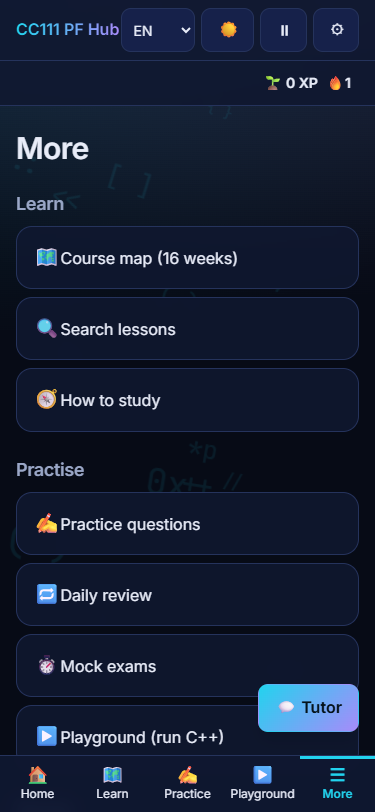 CC111 PF Hub EN
0 XP 1
More
Learn
Course map (16 weeks)
Search lessons
How to study
Practise
Practice questions
Daily review
Mock exams
Playground (run C++)
Tutor
Home Learn Practice Playground More